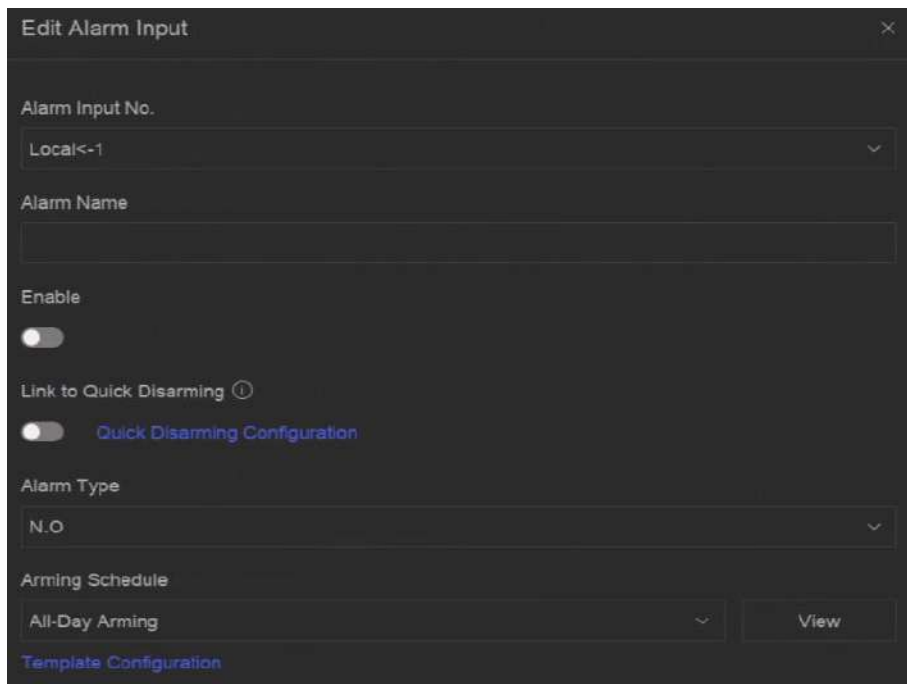 Edit Alarm Input
Alarm Input No.
Local<-1
Alarm Name
Enable
Link to Quick Disarming
Quick Disarming Configuration
Alarm Type
N.O
Arming Schedule
All-Day Arming
View
Template Configuration